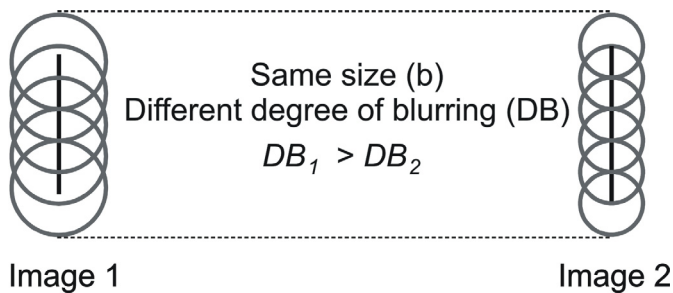 Same size (b)
Different degree of blurring (DB)
DB₁ > DB₂
Image 1
Image 2